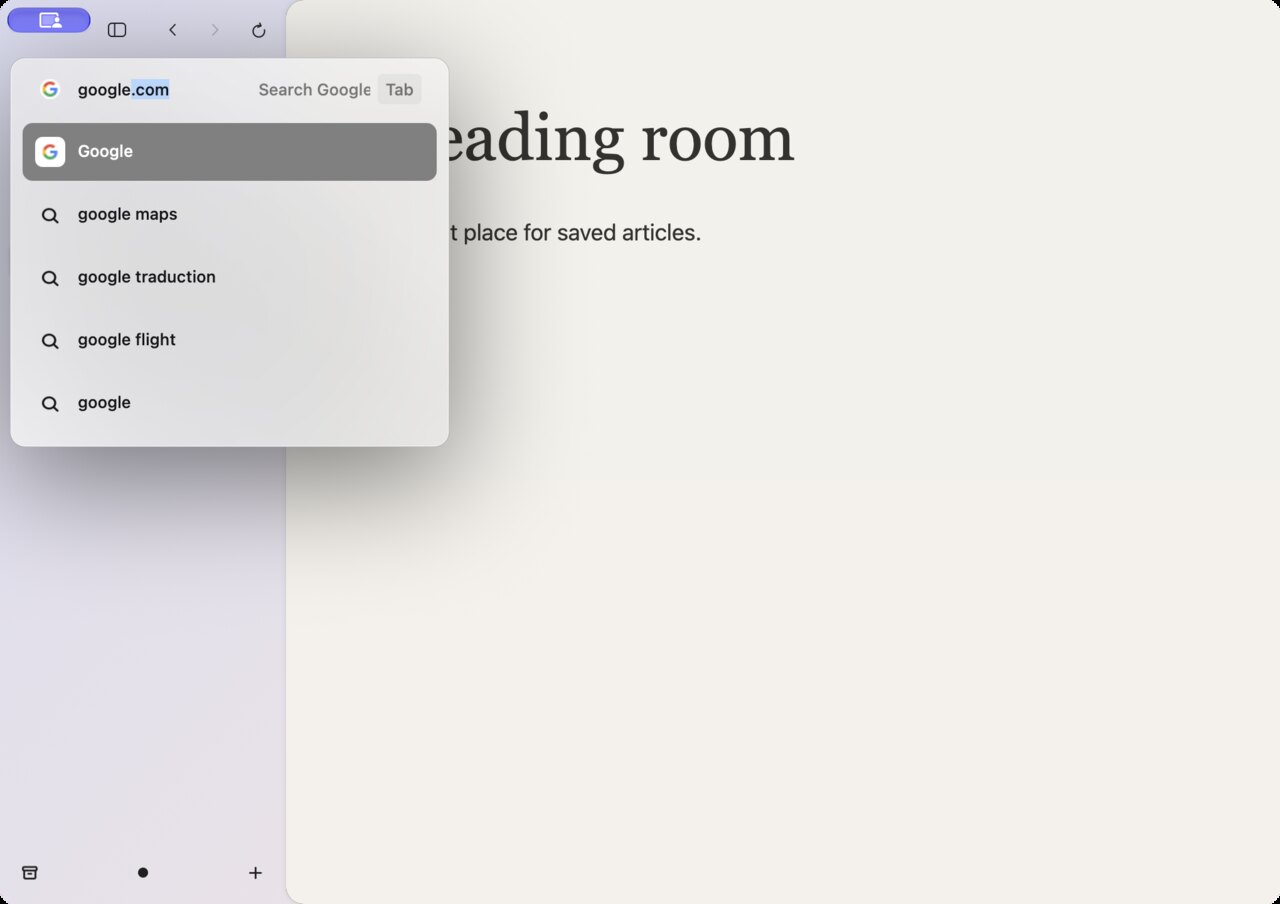 google.com
Search Google
Tab
Google
google maps
google traduction
google flight
google
eading room
t place for saved articles.